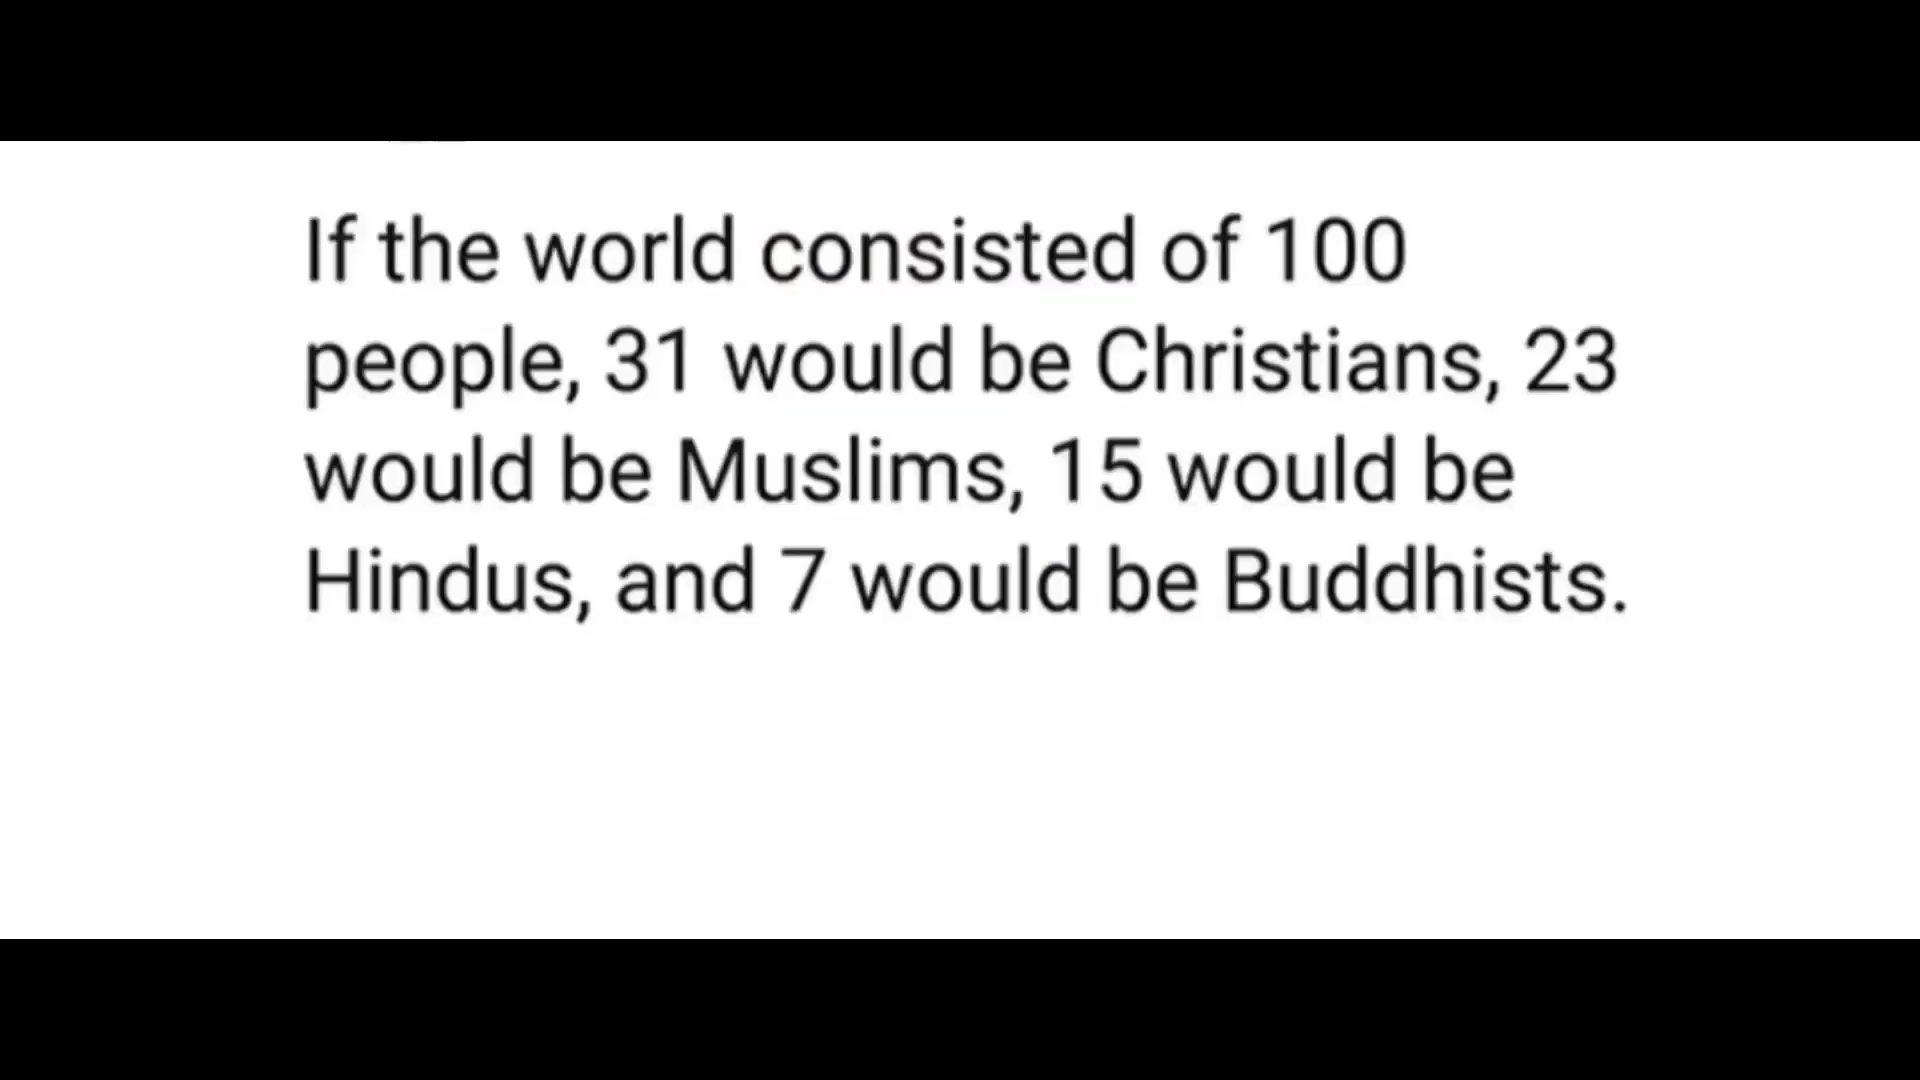 If the world consisted of 100
people, 31 would be Christians, 23
would be Muslims, 15 would be
Hindus, and 7 would be Buddhists.